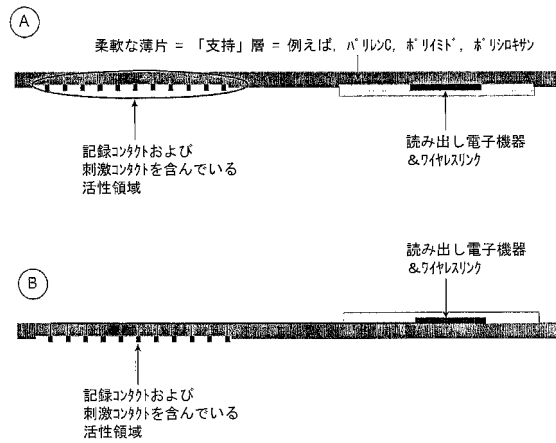 A
柔軟な薄片 = 「支持」層 = 例えば, ﾊﾟﾘﾚﾝC, ﾎﾟﾘｲﾐﾄﾞ, ﾎﾟﾘｼﾛｷｻﾝ
記録ｺﾝﾀｸﾄおよび
刺激ｺﾝﾀｸﾄを含んでいる
活性領域
読み出し電子機器
&ﾜｲﾔﾚｽﾘﾝｸ
B
読み出し電子機器
&ﾜｲﾔﾚｽﾘﾝｸ
記録ｺﾝﾀｸﾄおよび
刺激ｺﾝﾀｸﾄを含んでいる
活性領域